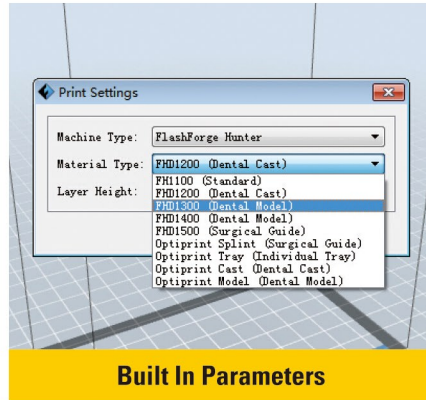 Print Settings
Machine Type: FlashForge Hunter
Material Type: FHD1200 (Dental Cast)
Layer Height:
FH1100 (Standard)
FHD1200 (Dental Cast)
FHD1300 (Dental Model)
FHD1400 (Dental Model)
FHD1500 (Surgical Guide)
Optiprint Splint (Surgical Guide)
Optiprint Tray (Individual Tray)
Optiprint Cast (Dental Cast)
Optiprint Model (Dental Model)
Built In Parameters